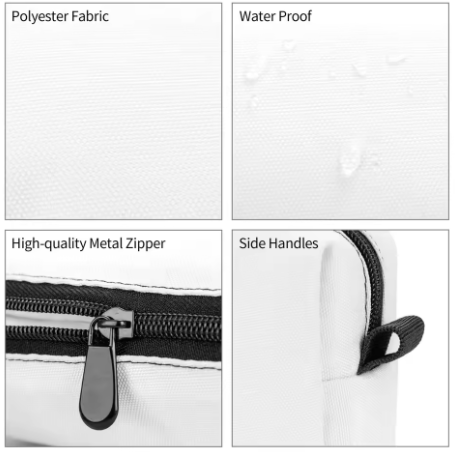 Polyester Fabric
Water Proof
High-quality Metal Zipper
Side Handles